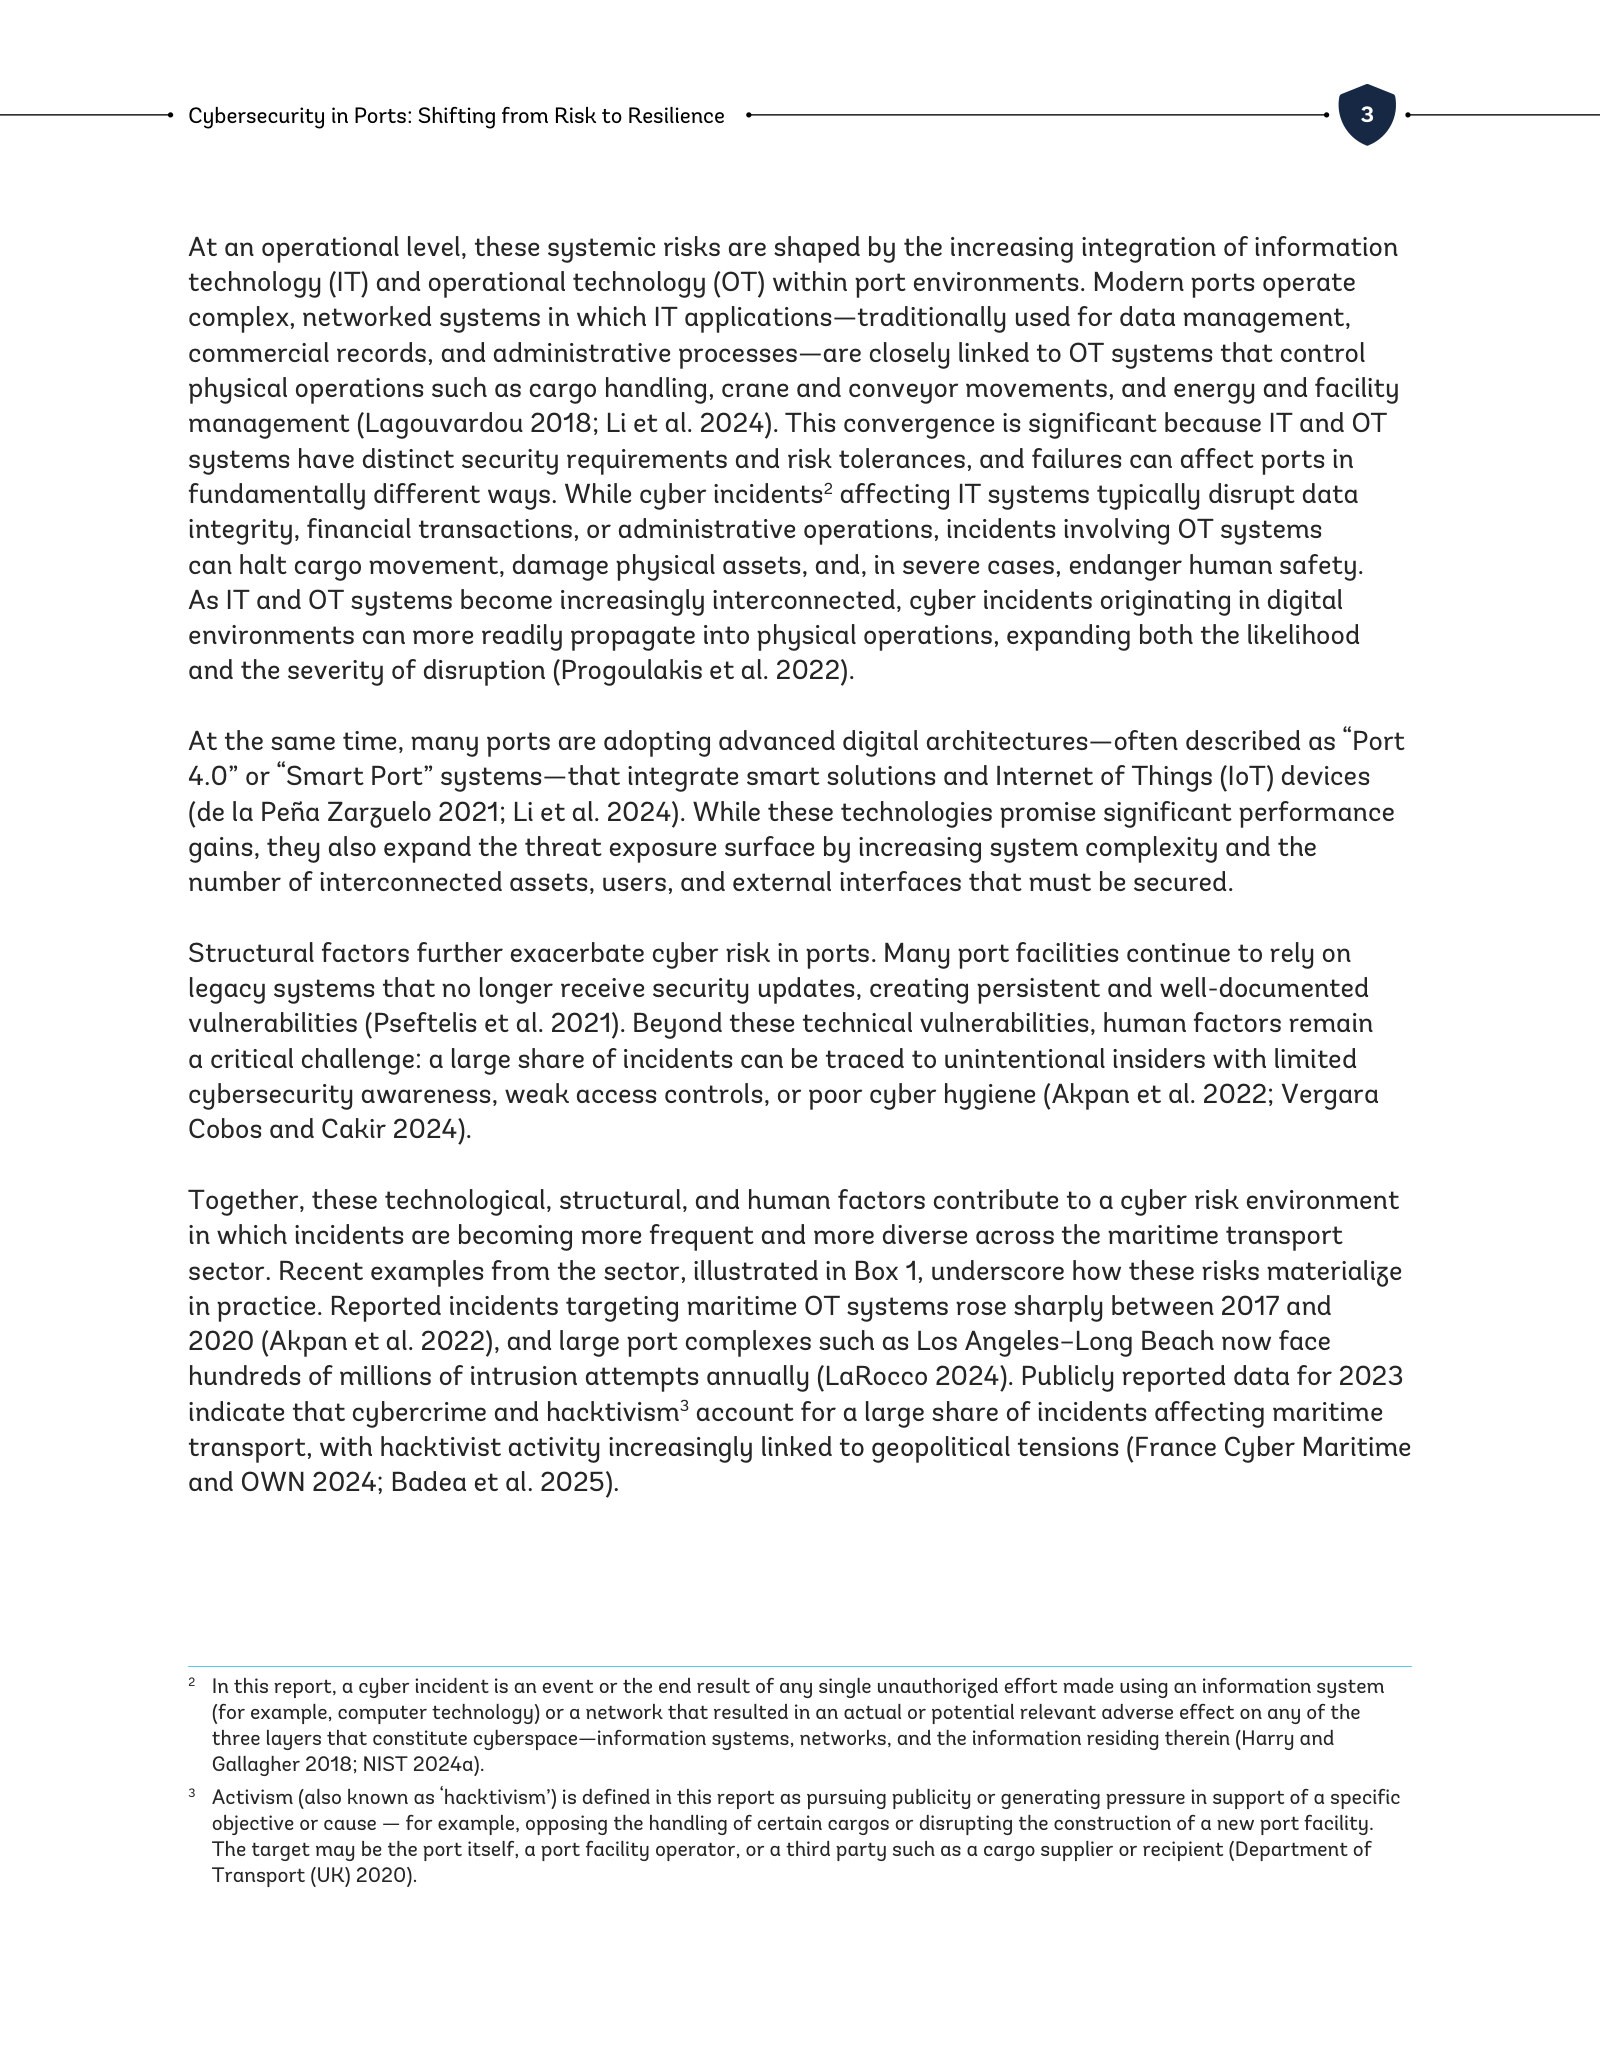 Cybersecurity in Ports: Shifting from Risk to Resilience
3
At an operational level, these systemic risks are shaped by the increasing integration of information
technology (IT) and operational technology (OT) within port environments. Modern ports operate
complex, networked systems in which IT applications—traditionally used for data management,
commercial records, and administrative processes—are closely linked to OT systems that control
physical operations such as cargo handling, crane and conveyor movements, and energy and facility
management (Lagouvardou 2018; Li et al. 2024). This convergence is significant because IT and OT
systems have distinct security requirements and risk tolerances, and failures can affect ports in
fundamentally different ways. While cyber incidents² affecting IT systems typically disrupt data
integrity, financial transactions, or administrative operations, incidents involving OT systems
can halt cargo movement, damage physical assets, and, in severe cases, endanger human safety.
As IT and OT systems become increasingly interconnected, cyber incidents originating in digital
environments can more readily propagate into physical operations, expanding both the likelihood
and the severity of disruption (Progoulakis et al. 2022).
At the same time, many ports are adopting advanced digital architectures—often described as “Port
4.0” or “Smart Port” systems—that integrate smart solutions and Internet of Things (IoT) devices
(de la Peña Zarzuelo 2021; Li et al. 2024). While these technologies promise significant performance
gains, they also expand the threat exposure surface by increasing system complexity and the
number of interconnected assets, users, and external interfaces that must be secured.
Structural factors further exacerbate cyber risk in ports. Many port facilities continue to rely on
legacy systems that no longer receive security updates, creating persistent and well-documented
vulnerabilities (Pseftelis et al. 2021). Beyond these technical vulnerabilities, human factors remain
a critical challenge: a large share of incidents can be traced to unintentional insiders with limited
cybersecurity awareness, weak access controls, or poor cyber hygiene (Akpan et al. 2022; Vergara
Cobos and Cakir 2024).
Together, these technological, structural, and human factors contribute to a cyber risk environment
in which incidents are becoming more frequent and more diverse across the maritime transport
sector. Recent examples from the sector, illustrated in Box 1, underscore how these risks materialize
in practice. Reported incidents targeting maritime OT systems rose sharply between 2017 and
2020 (Akpan et al. 2022), and large port complexes such as Los Angeles–Long Beach now face
hundreds of millions of intrusion attempts annually (LaRocco 2024). Publicly reported data for 2023
indicate that cybercrime and hacktivism³ account for a large share of incidents affecting maritime
transport, with hacktivist activity increasingly linked to geopolitical tensions (France Cyber Maritime
and OWN 2024; Badea et al. 2025).
² In this report, a cyber incident is an event or the end result of any single unauthorized effort made using an information system
(for example, computer technology) or a network that resulted in an actual or potential relevant adverse effect on any of the
three layers that constitute cyberspace—information systems, networks, and the information residing therein (Harry and
Gallagher 2018; NIST 2024a).
³ Activism (also known as ‘hacktivism’) is defined in this report as pursuing publicity or generating pressure in support of a specific
objective or cause — for example, opposing the handling of certain cargos or disrupting the construction of a new port facility.
The target may be the port itself, a port facility operator, or a third party such as a cargo supplier or recipient (Department of
Transport (UK) 2020).